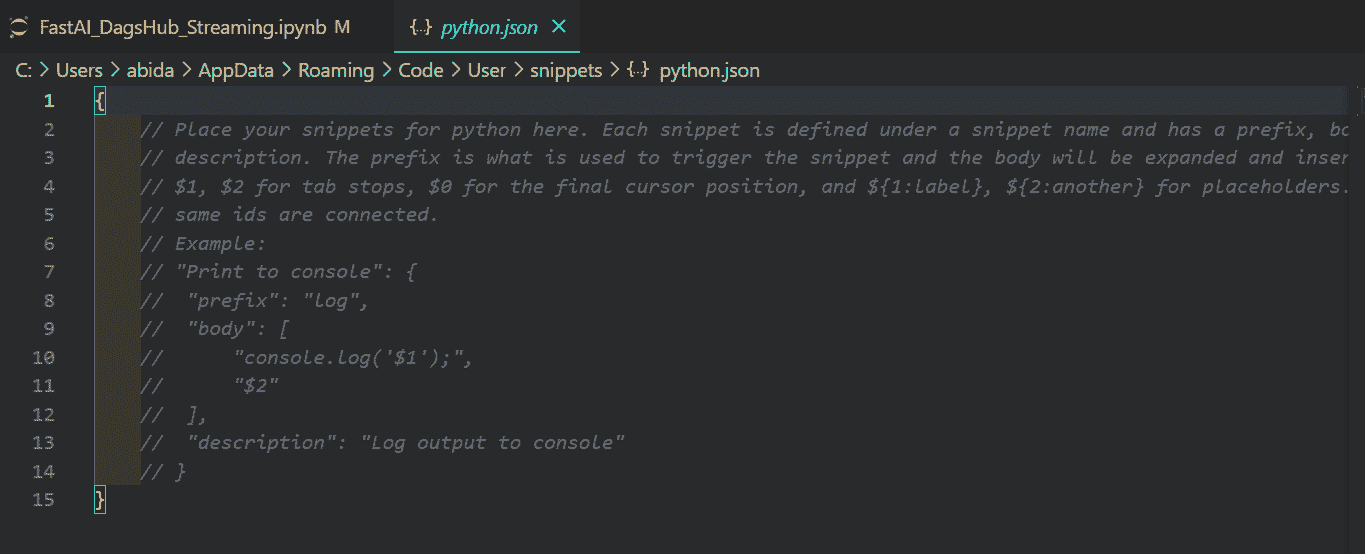 FastAI_DagsHub_Streaming.ipynb M
{..} python.json ×
C: > Users > abida > AppData > Roaming > Code > User > snippets > {..} python.json
1 {
2 // Place your snippets for python here. Each snippet is defined under a snippet name and has a prefix, bo
3 // description. The prefix is what is used to trigger the snippet and the body will be expanded and inser
4 // $1, $2 for tab stops, $0 for the final cursor position, and ${1:label}, ${2:another} for placeholders.
5 // same ids are connected.
6 // Example:
7 // "Print to console": {
8 //  "prefix": "log",
9 //  "body": [
10 //      "console.log('$1');",
11 //      "$2"
12 //  ],
13 //  "description": "Log output to console"
14 // }
15 }